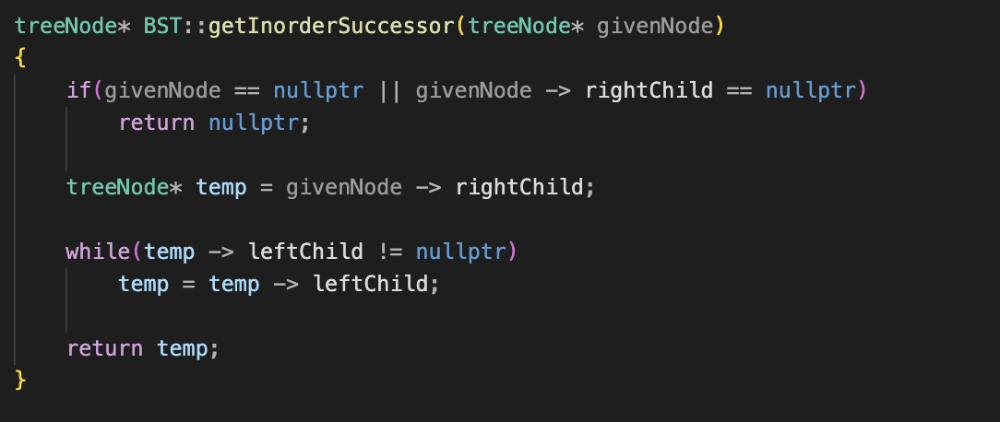 treeNode* BST::getInorderSuccessor(treeNode* givenNode)
{
    if(givenNode == nullptr || givenNode -> rightChild == nullptr)
        return nullptr;
    treeNode* temp = givenNode -> rightChild;
    while(temp -> leftChild != nullptr)
        temp = temp -> leftChild;
    return temp;
}